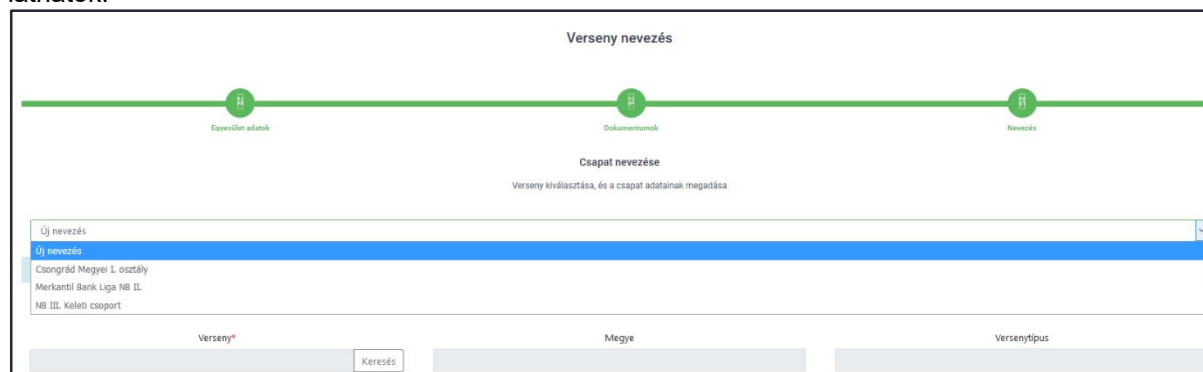 láthatók.
Verseny nevezés
Egyesület adatok Dokumentumok Nevezés
Csapat nevezése
Verseny kiválasztása, és a csapat adatainak megadása
Új nevezés
Új nevezés
Csongrád Megyei I. osztály
Merkantil Bank Liga NB II.
NB III. Keleti csoport
Verseny* Megye Versenytípus
Keresés